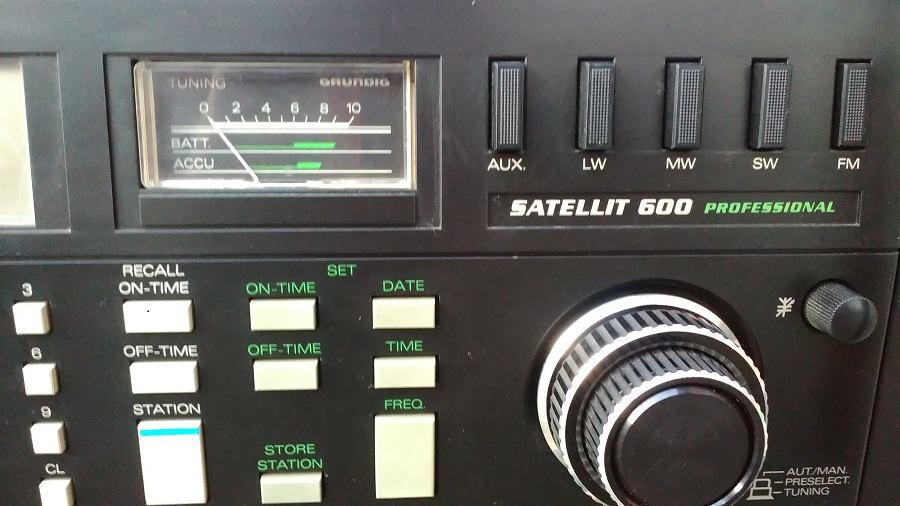 TUNING GRUNDIG
0 2 4 6 8 10
BATT.
ACCU
AUX. LW MW SW FM
SATELLIT 600 PROFESSIONAL
SET
RECALL
ON-TIME
ON-TIME
DATE
3
OFF-TIME
OFF-TIME
TIME
6
STATION
FREQ.
9
STORE
STATION
CL
AUT./MAN.
PRESELECT.
TUNING